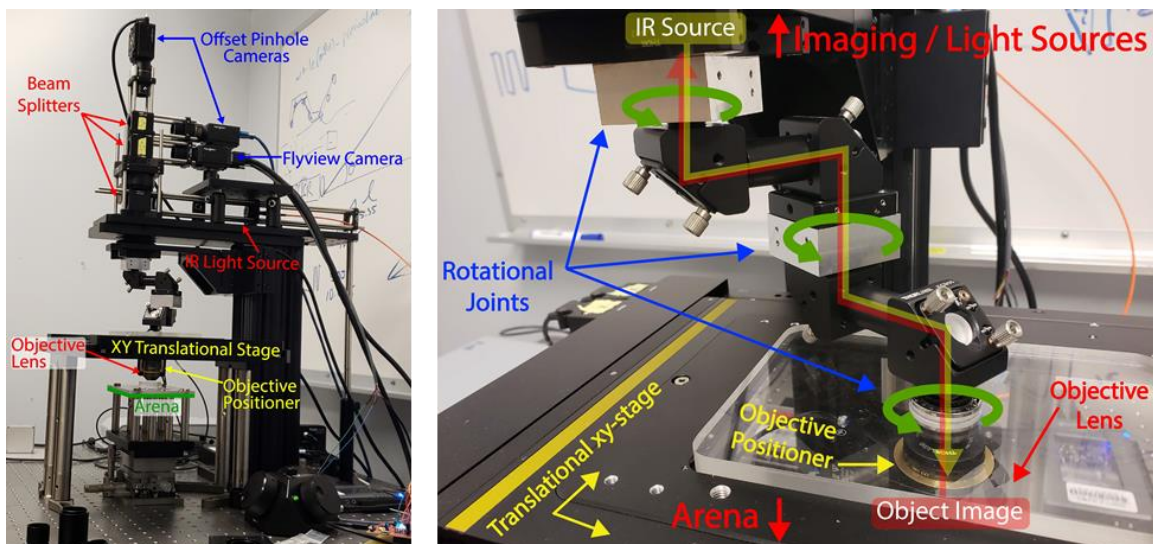 Offset Pinhole
Cameras
Beam
Splitters
Flyview Camera
IR Light Source
XY Translational Stage
Objective
Lens
Objective
Positioner
Arena
IR Source
Imaging / Light Sources
Rotational
Joints
Objective
Positioner
Objective
Lens
Translational xy-stage
Arena
Object Image